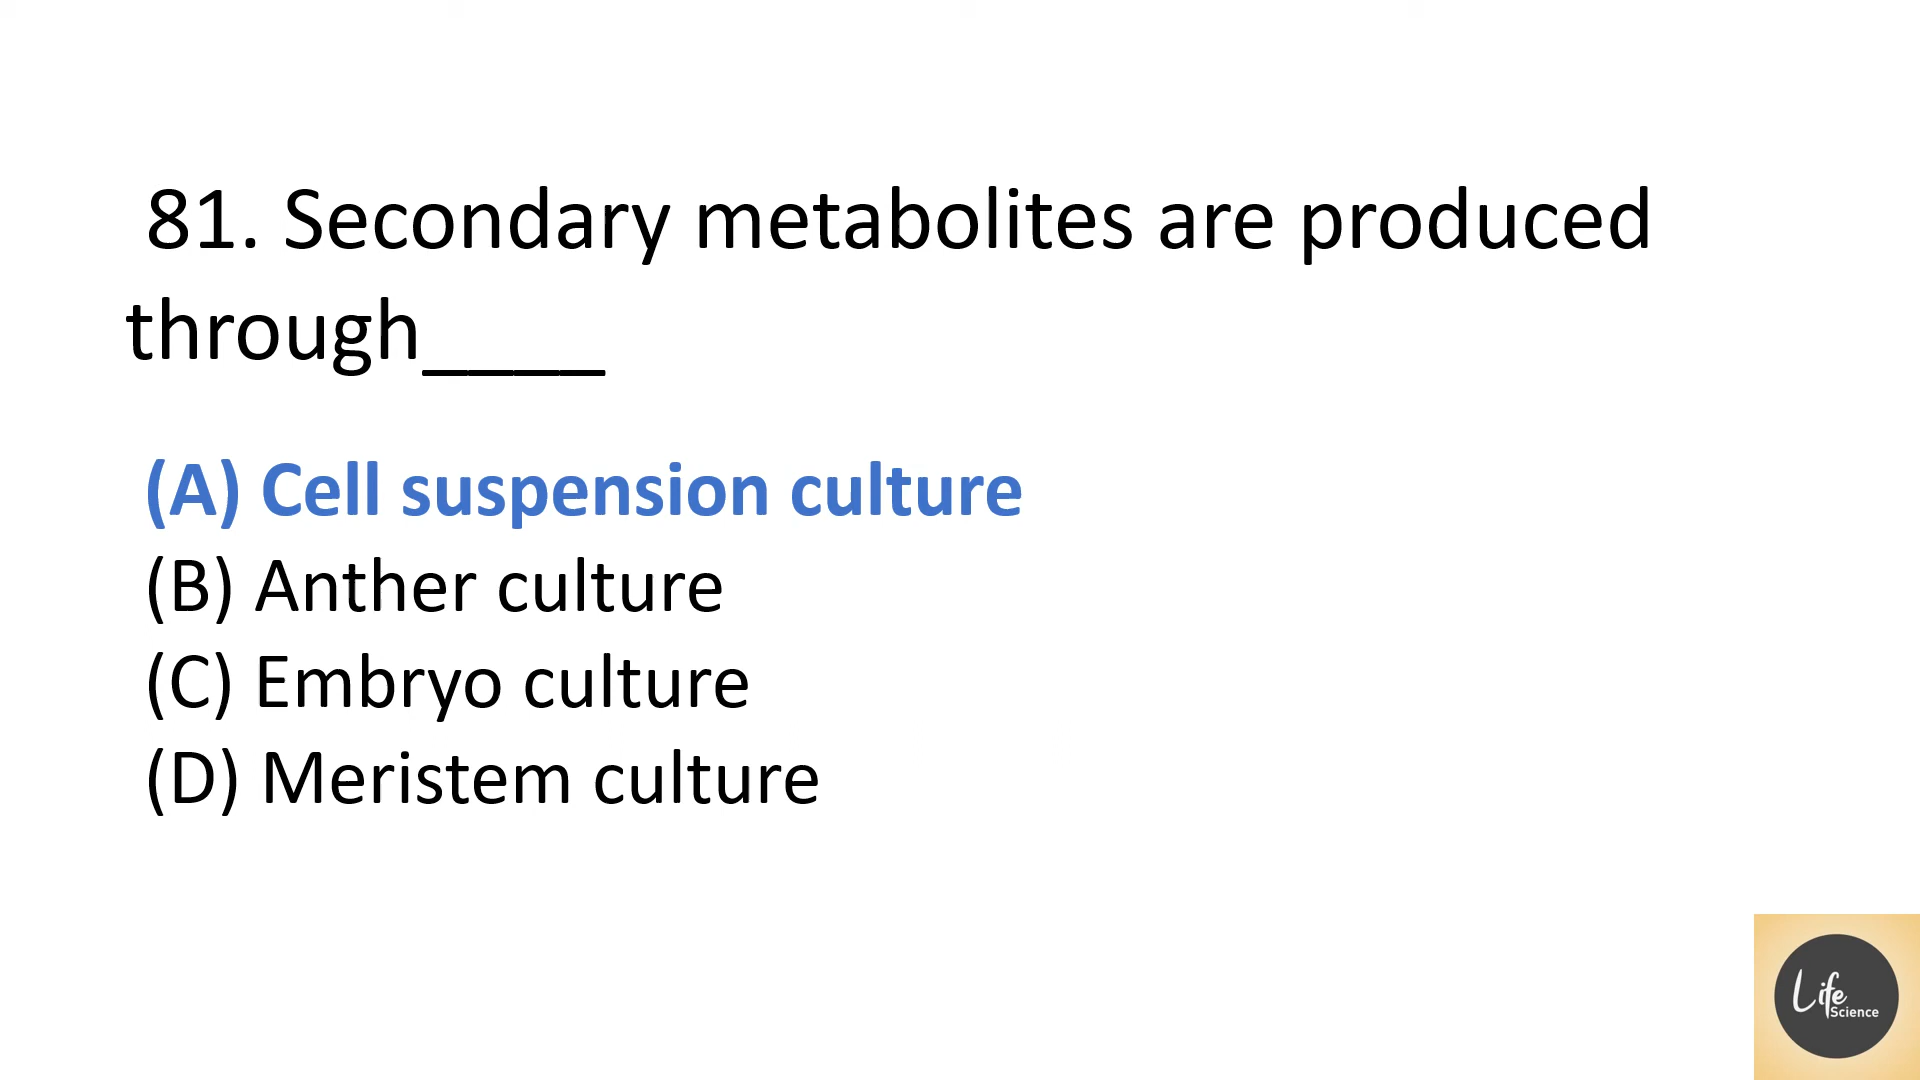 81. Secondary metabolites are produced
through____
(A) Cell suspension culture
(B) Anther culture
(C) Embryo culture
(D) Meristem culture
Life
Science